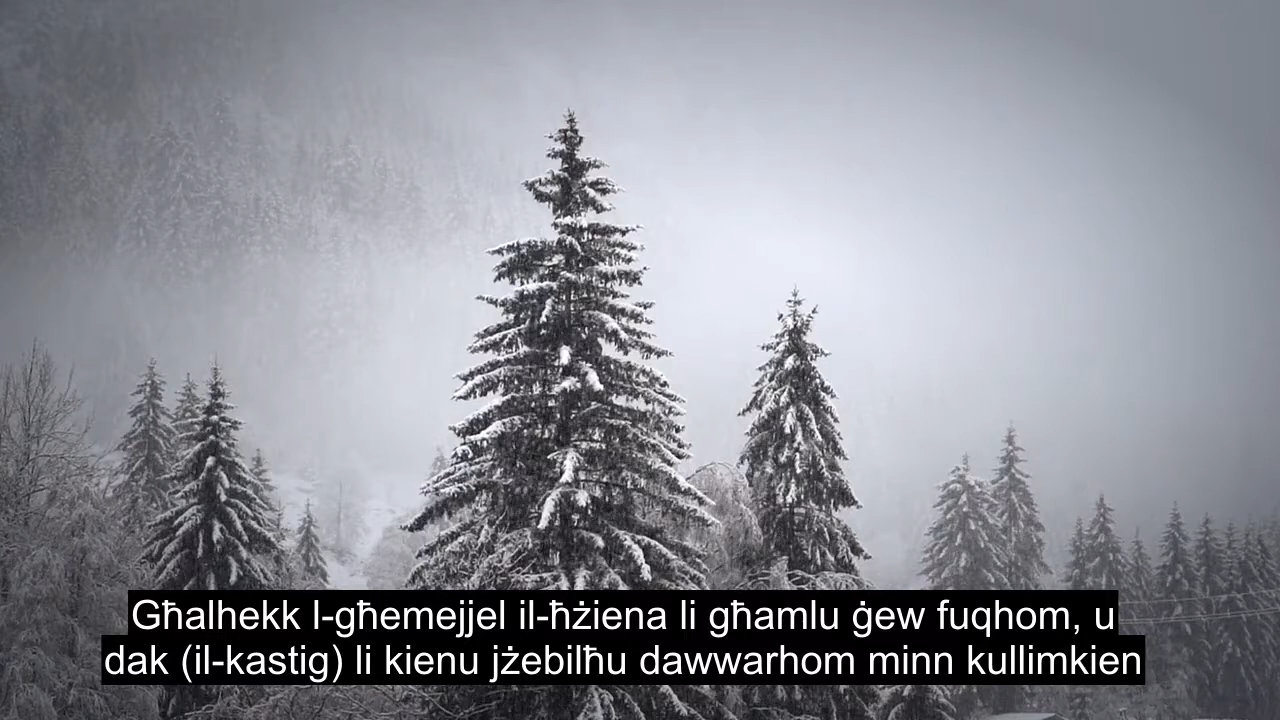 Għalhekk l-għemejjel il-ħżiena li għamlu ġew fuqhom, u
dak (il-kastig) li kienu jżebilħu dawwarhom minn kullimkien